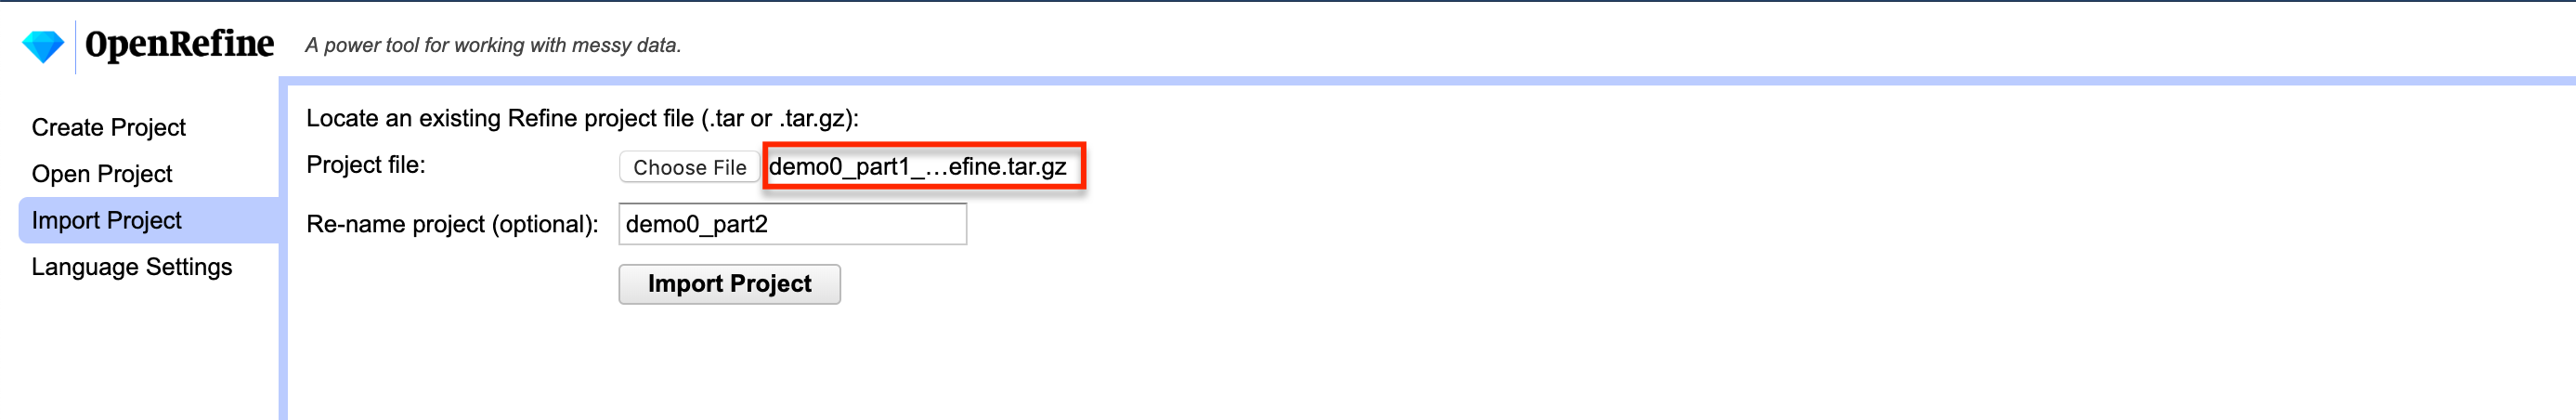 OpenRefine A power tool for working with messy data.
Create Project
Open Project
Import Project
Language Settings
Locate an existing Refine project file (.tar or .tar.gz):
Project file: Choose File demo0_part1_...efine.tar.gz
Re-name project (optional): demo0_part2
Import Project